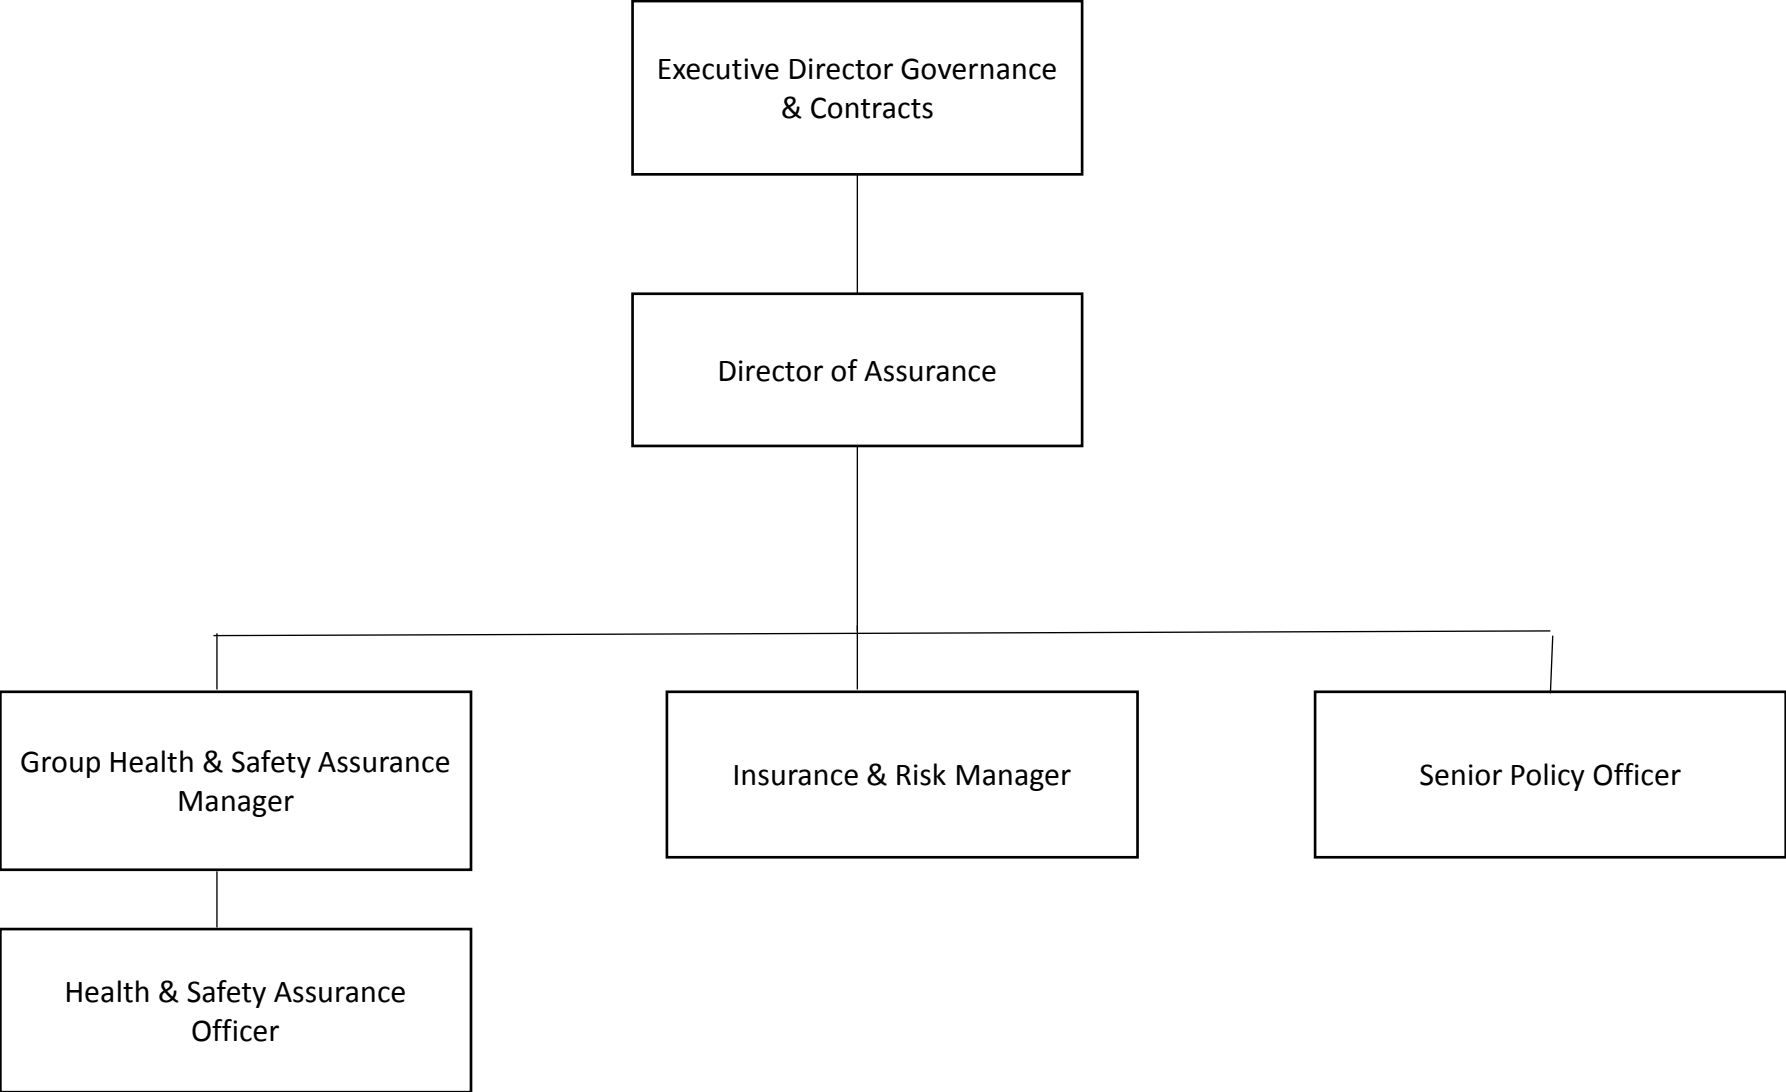 Executive Director Governance
& Contracts
Director of Assurance
Group Health & Safety Assurance
Manager
Insurance & Risk Manager
Senior Policy Officer
Health & Safety Assurance
Officer